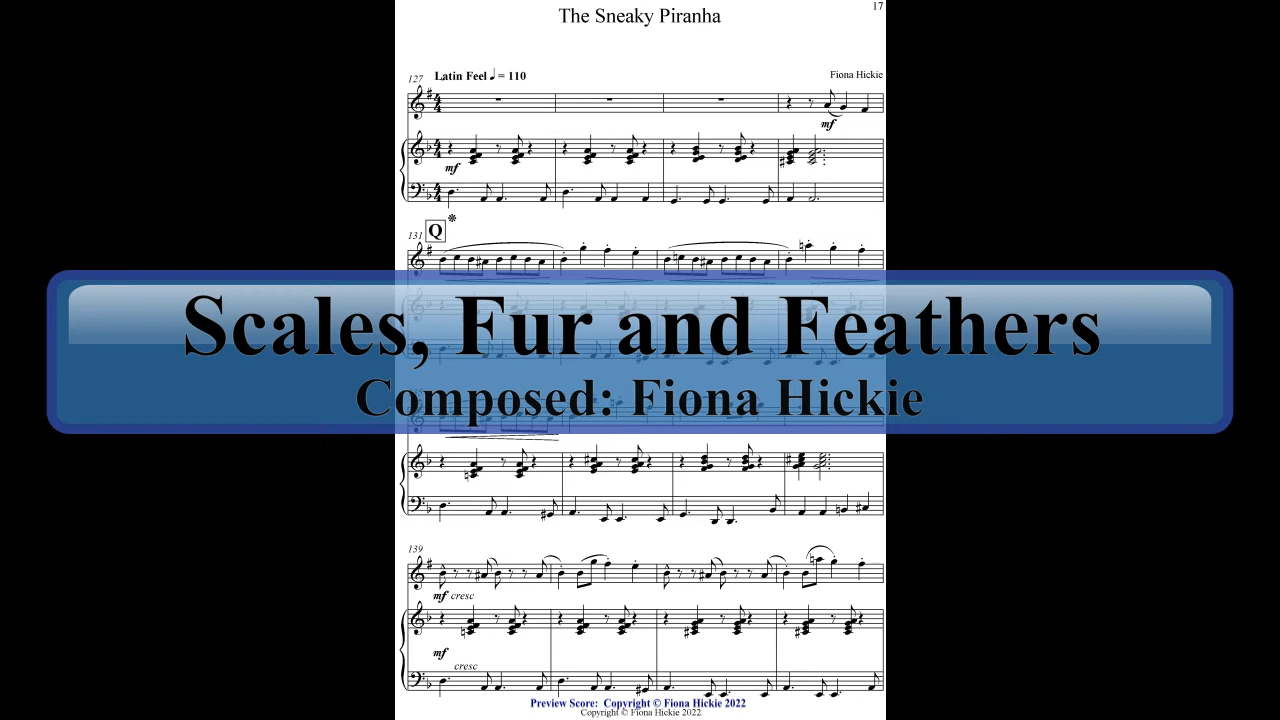 17
The Sneaky Piranha
127
Latin Feel ♩ = 110
Fiona Hickie
mf
mf
131
Q
Scales, Fur and Feathers
Composed: Fiona Hickie
139
mf cresc
mf
cresc
Preview Score: Copyright © Fiona Hickie 2022
Copyright © Fiona Hickie 2022